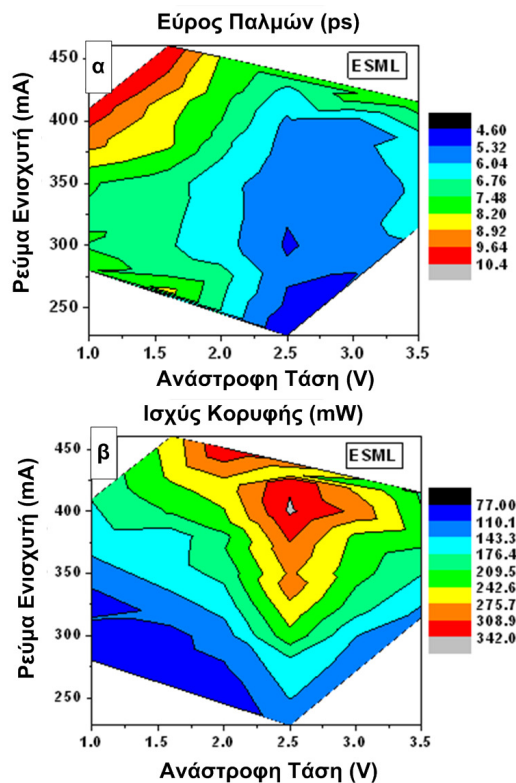 Εύρος Παλμών (ps)
α
ESML
Ρεύμα Ενισχυτή (mA)
450
400
350
300
250
1.0 1.5 2.0 2.5 3.0 3.5
Ανάστροφη Τάση (V)
4.60
5.32
6.04
6.76
7.48
8.20
8.92
9.64
10.4
Ισχύς Κορυφής (mW)
β
ESML
Ρεύμα Ενισχυτή (mA)
450
400
350
300
250
1.0 1.5 2.0 2.5 3.0 3.5
Ανάστροφη Τάση (V)
77.00
110.1
143.3
176.4
209.5
242.6
275.7
308.9
342.0